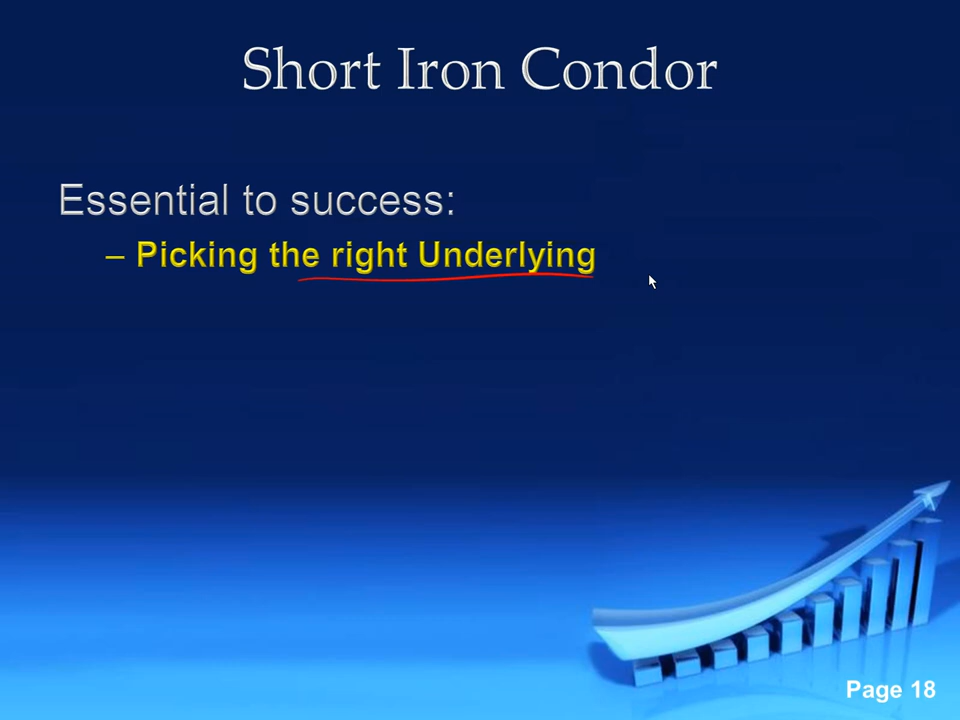 Short Iron Condor
Essential to success:
– Picking the right Underlying
Page 18